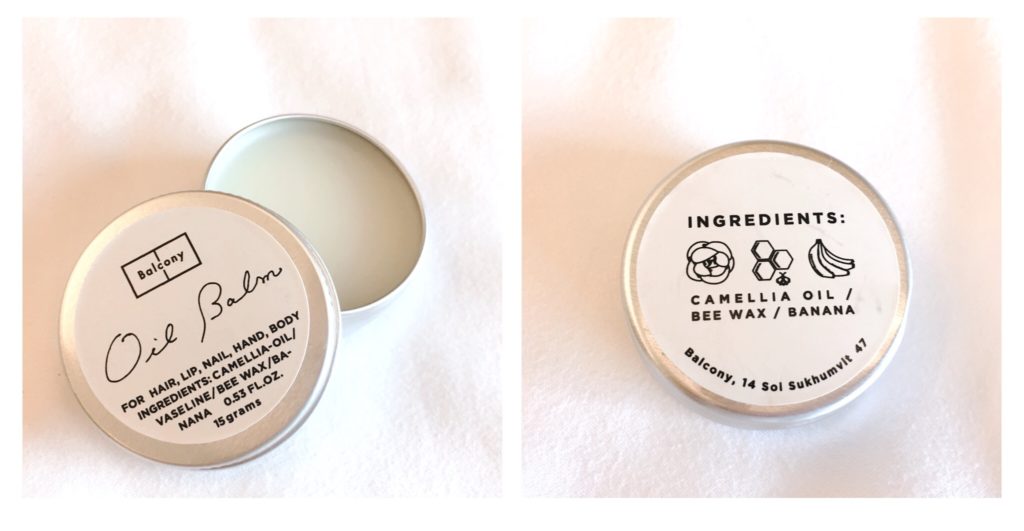 Balcony
Oil Balm
FOR HAIR, LIP, NAIL, HAND, BODY
INGREDIENTS: CAMELLIA-OIL/
VASELINE/BEE WAX/BA-
NANA 0.53 FL.OZ.
15grams
INGREDIENTS:
CAMELLIA OIL /
BEE WAX / BANANA
Balcony, 14 Soi Sukhumvit 47